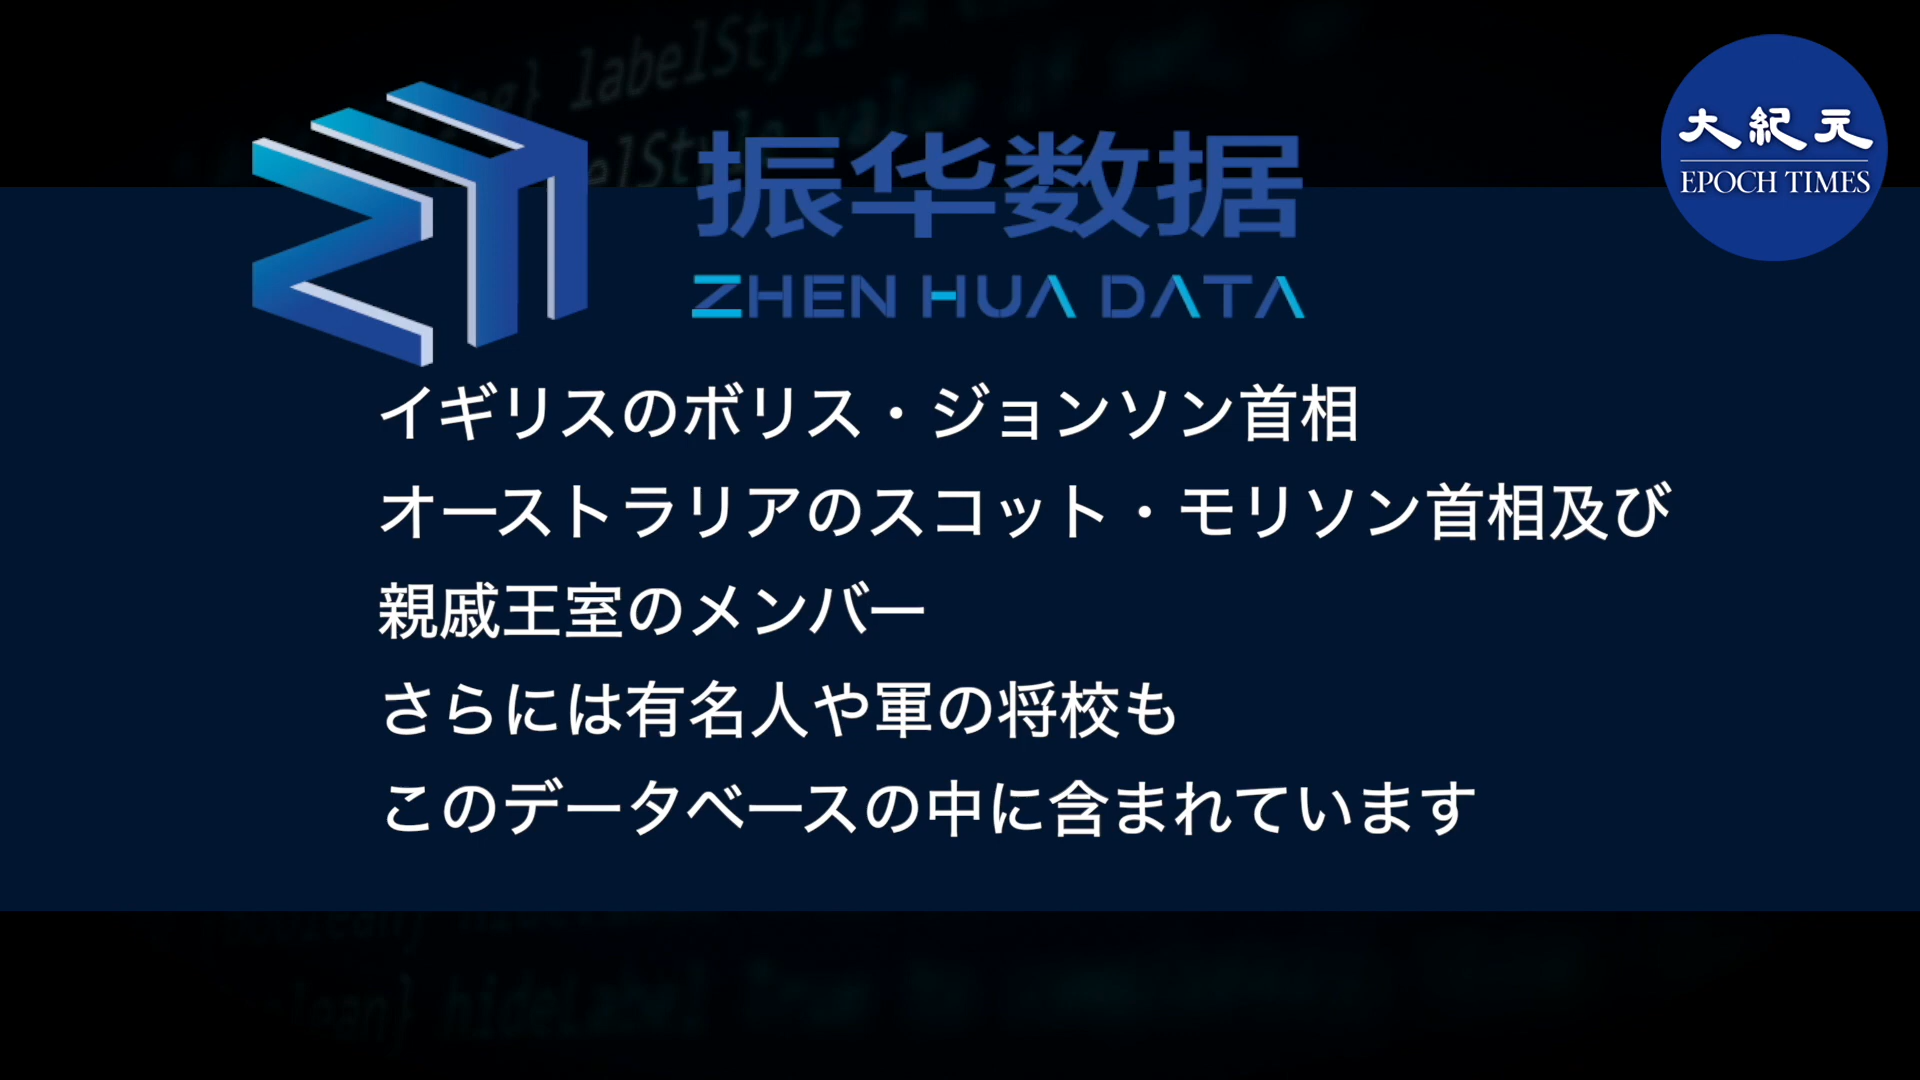 labelStyle
labelStyle value
大紀元
EPOCH TIMES
振华数据
ZHEN HUA DATA
イギリスのボリス・ジョンソン首相
オーストラリアのスコット・モリソン首相及び
親戚王室のメンバー
さらには有名人や軍の将校も
このデータベースの中に含まれています
hideLabel